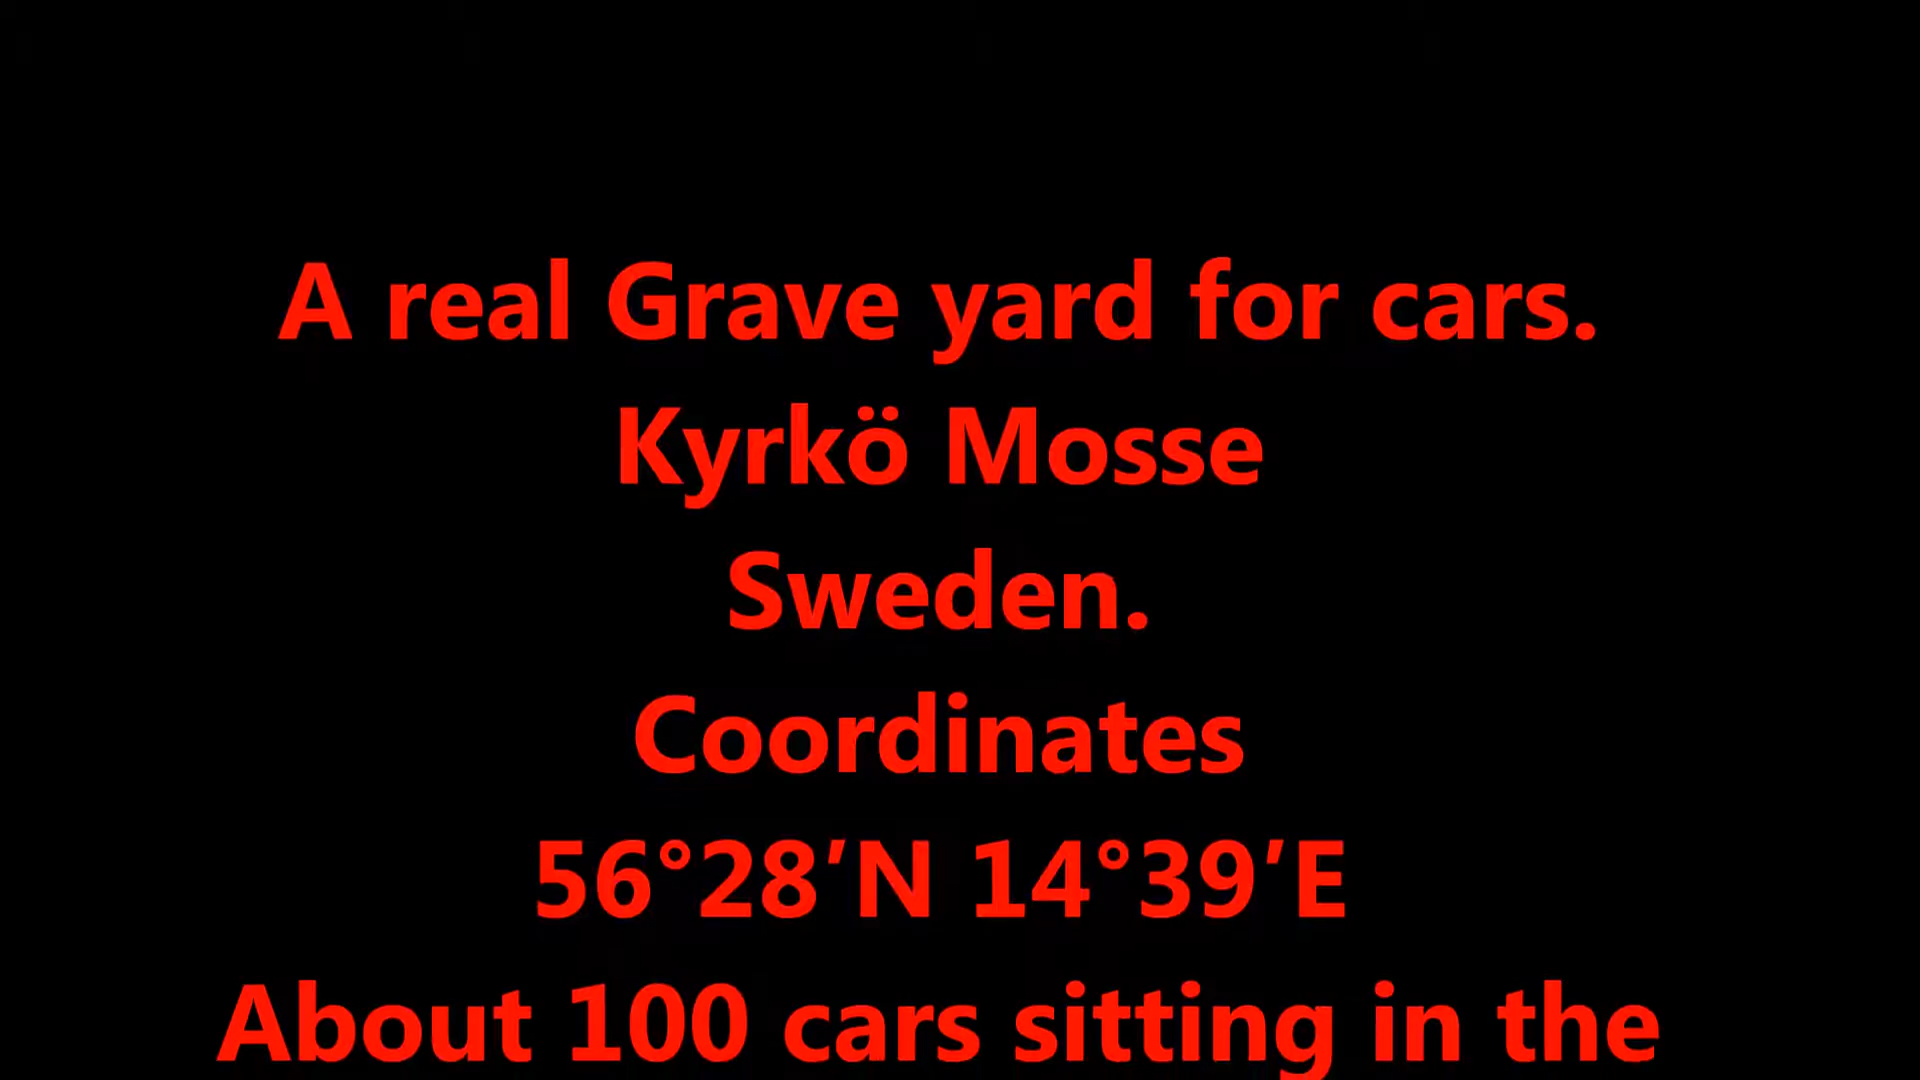 A real Grave yard for cars.
Kyrkö Mosse
Sweden.
Coordinates
56°28’N 14°39’E
About 100 cars sitting in the